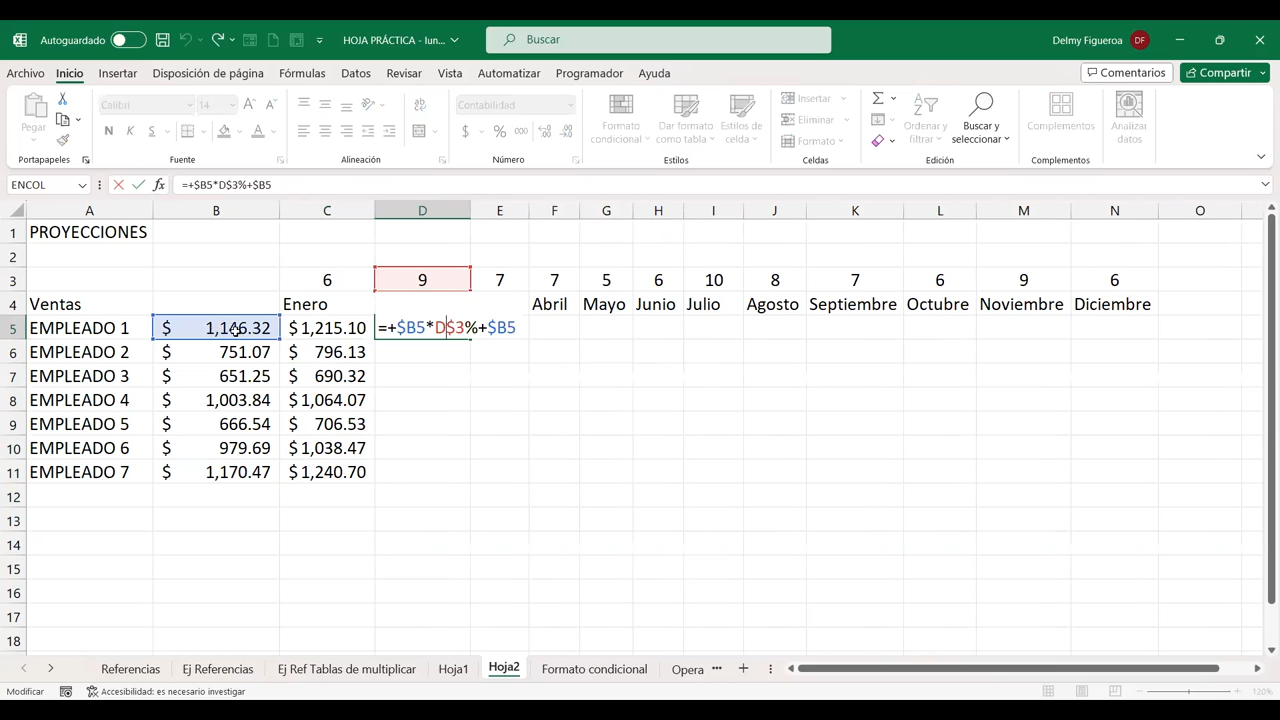 Autoguardado
HOJA PRÁCTICA - lun...
Buscar
Delmy Figueroa DF
Archivo Inicio Insertar Disposición de página Fórmulas Datos Revisar Vista Automatizar Programador Ayuda Comentarios Compartir
Pegar
Calibri 14
N K S
Contabilidad
$ % 000
Formato condicional
Dar formato como tabla
Estilos de celda
Insertar
Eliminar
Formato
Ordenar y filtrar
Buscar y seleccionar
Complementos
Analizar datos
Portapapeles Fuente Alineación Número Estilos Celdas Edición Complementos
ENCOL fx =+$B5*D$3%+$B5
A B C D E F G H I J K L M N O
1 PROYECCIONES
2
3 6 9 7 7 5 6 10 8 7 6 9 6
4 Ventas Enero Abril Mayo Junio Julio Agosto Septiembre Octubre Noviembre Diciembre
5 EMPLEADO 1 $ 1,146.32 $ 1,215.10 =+$B5*D$3%+$B5
6 EMPLEADO 2 $ 751.07 $ 796.13
7 EMPLEADO 3 $ 651.25 $ 690.32
8 EMPLEADO 4 $ 1,003.84 $ 1,064.07
9 EMPLEADO 5 $ 666.54 $ 706.53
10 EMPLEADO 6 $ 979.69 $ 1,038.47
11 EMPLEADO 7 $ 1,170.47 $ 1,240.70
12
13
14
15
16
17
18
Referencias Ej Referencias Ej Ref Tablas de multiplicar Hoja1 Hoja2 Formato condicional Opera ...
Modificar Accesibilidad: es necesario investigar 120%